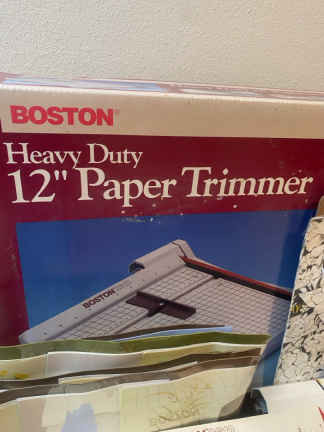 BOSTON®
Heavy Duty
12" Paper Trimmer
BOSTON